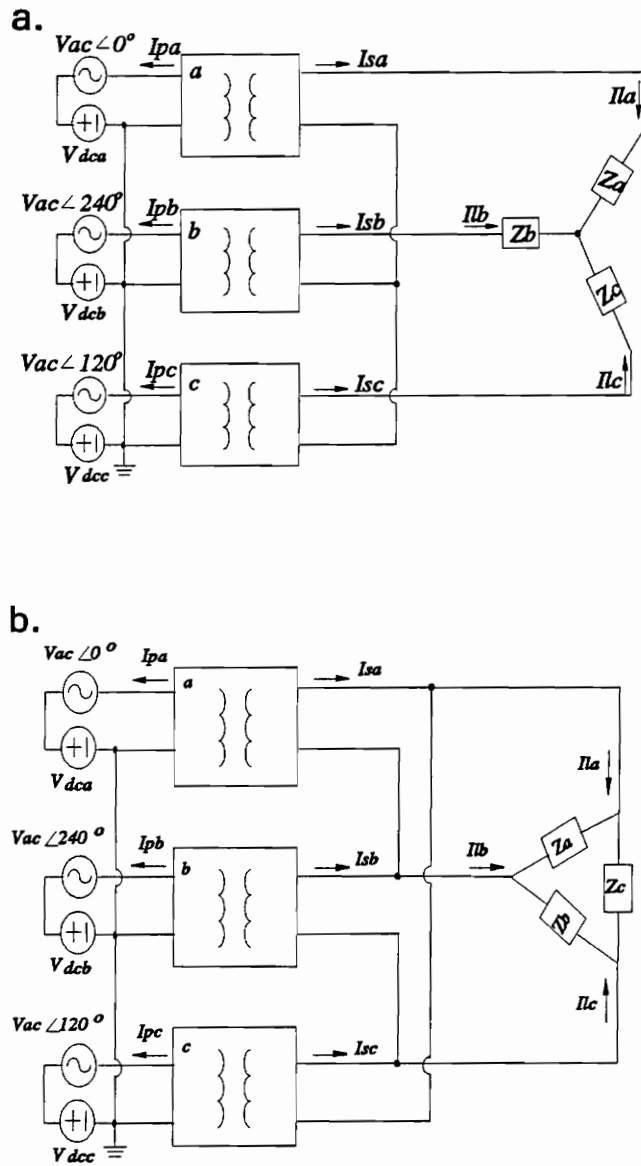 a.
Vac∠0° Ipa a Isa
Ila
+|
Vdca Za
Vac∠240° Ipb b Isb Ilb Zb
+|
Vdcb Zc
Vac∠120° Ipc c Isc Ilc
+|
Vdcc
b.
Vac ∠0° Ipa a Isa
+| Ila
Vdca
Vac∠240° Ipb b Isb Ilb Za Zc
+| Zb
Vdcb
Vac ∠120° Ipc c Isc Ilc
+|
Vdcc